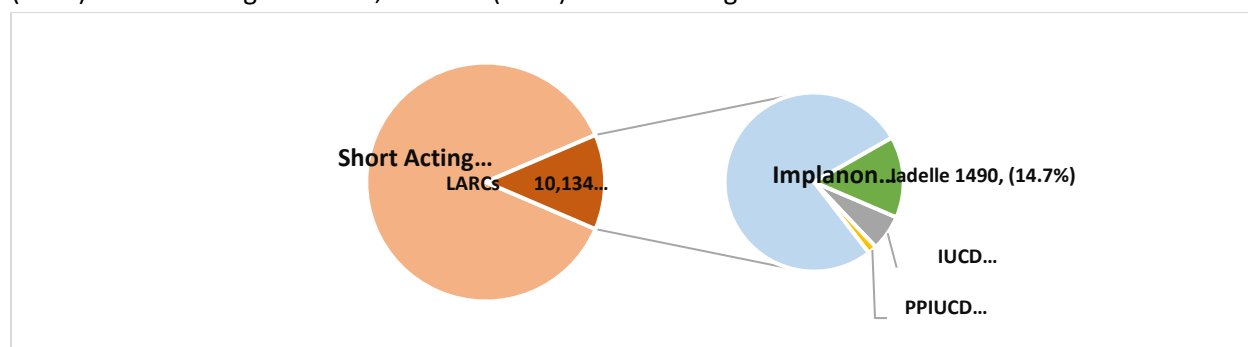 Short Acting...
LARCs 10,134...
Implanon...
Jadelle 1490, (14.7%)
IUCD...
PPIUCD...